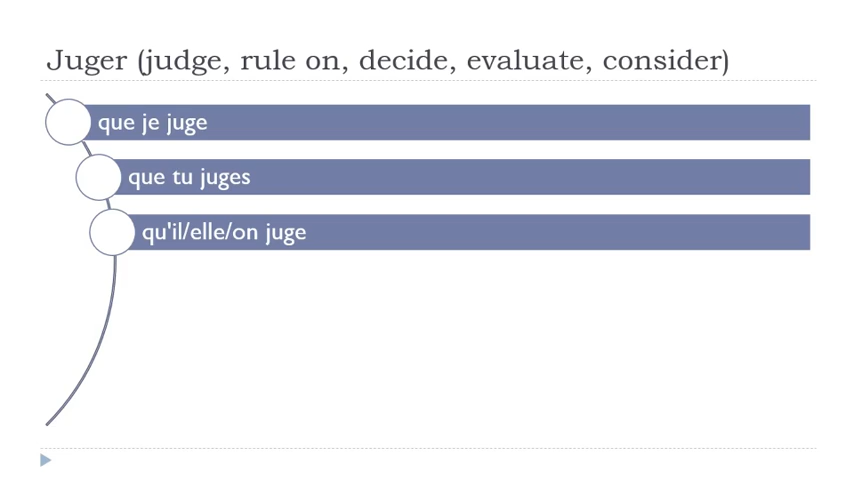 Juger (judge, rule on, decide, evaluate, consider)
que je juge
que tu juges
qu'il/elle/on juge